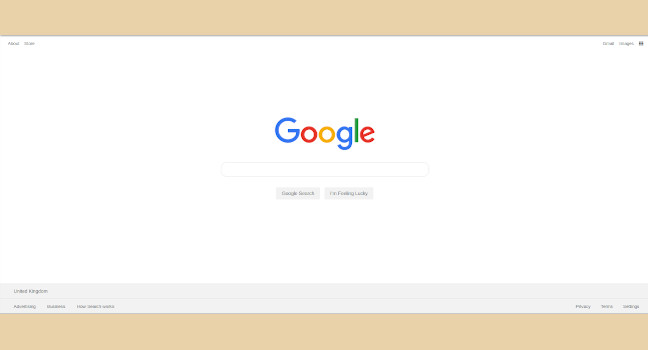 About Store
Gmail Images
Google
Google Search I'm Feeling Lucky
United Kingdom
Advertising Business How Search works
Privacy Terms Settings